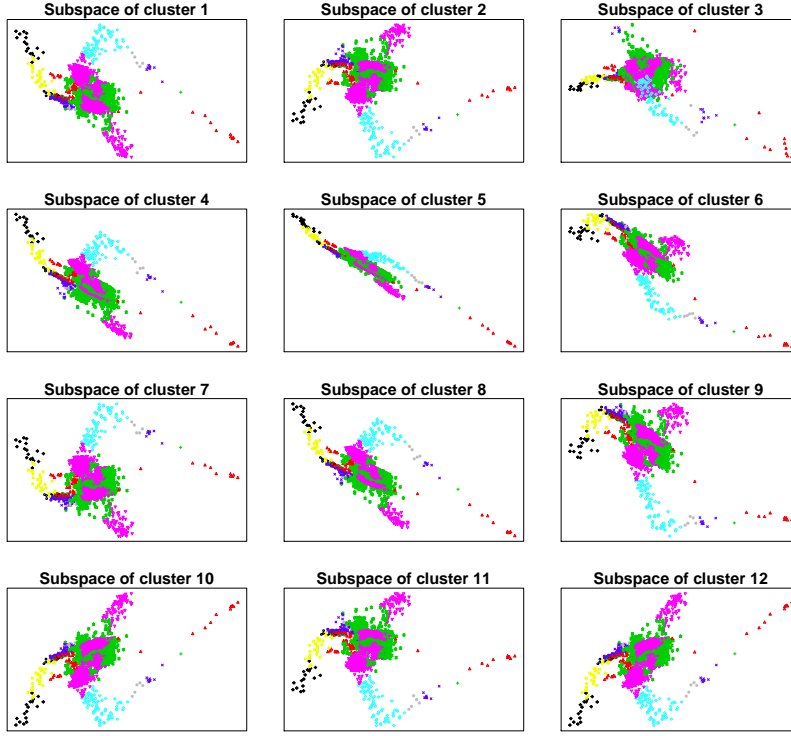 Subspace of cluster 1
Subspace of cluster 2
Subspace of cluster 3
Subspace of cluster 4
Subspace of cluster 5
Subspace of cluster 6
Subspace of cluster 7
Subspace of cluster 8
Subspace of cluster 9
Subspace of cluster 10
Subspace of cluster 11
Subspace of cluster 12